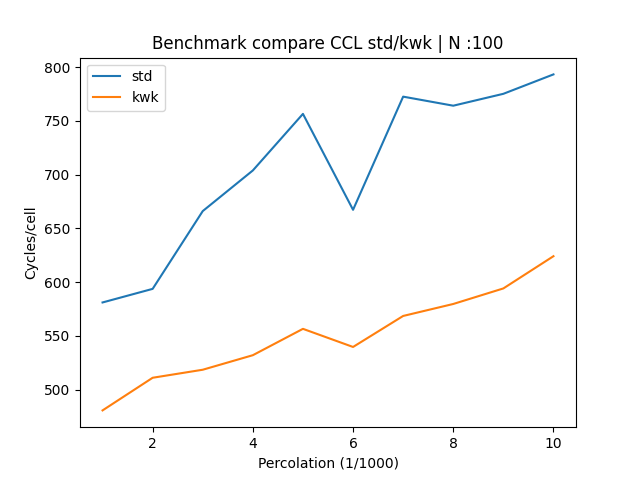 Benchmark compare CCL std/kwk | N :100
std
kwk
Cycles/cell
800
750
700
650
600
550
500
2 4 6 8 10
Percolation (1/1000)